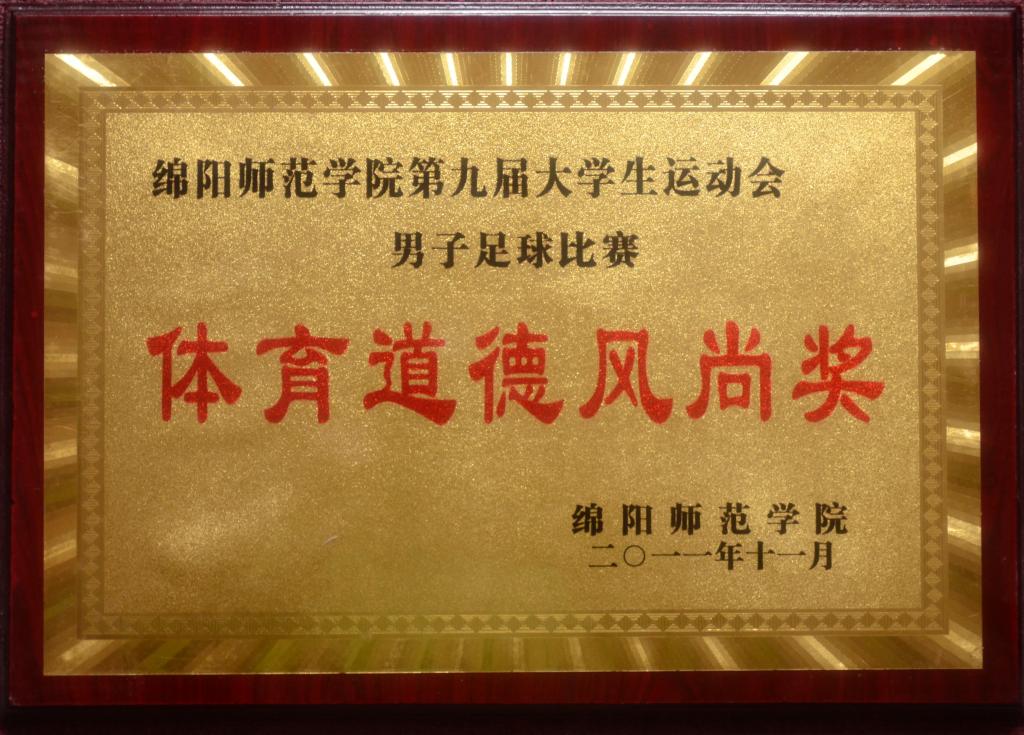 绵阳师范学院第九届大学生运动会
男子足球比赛
体育道德风尚奖
绵阳师范学院
二〇一一年十一月